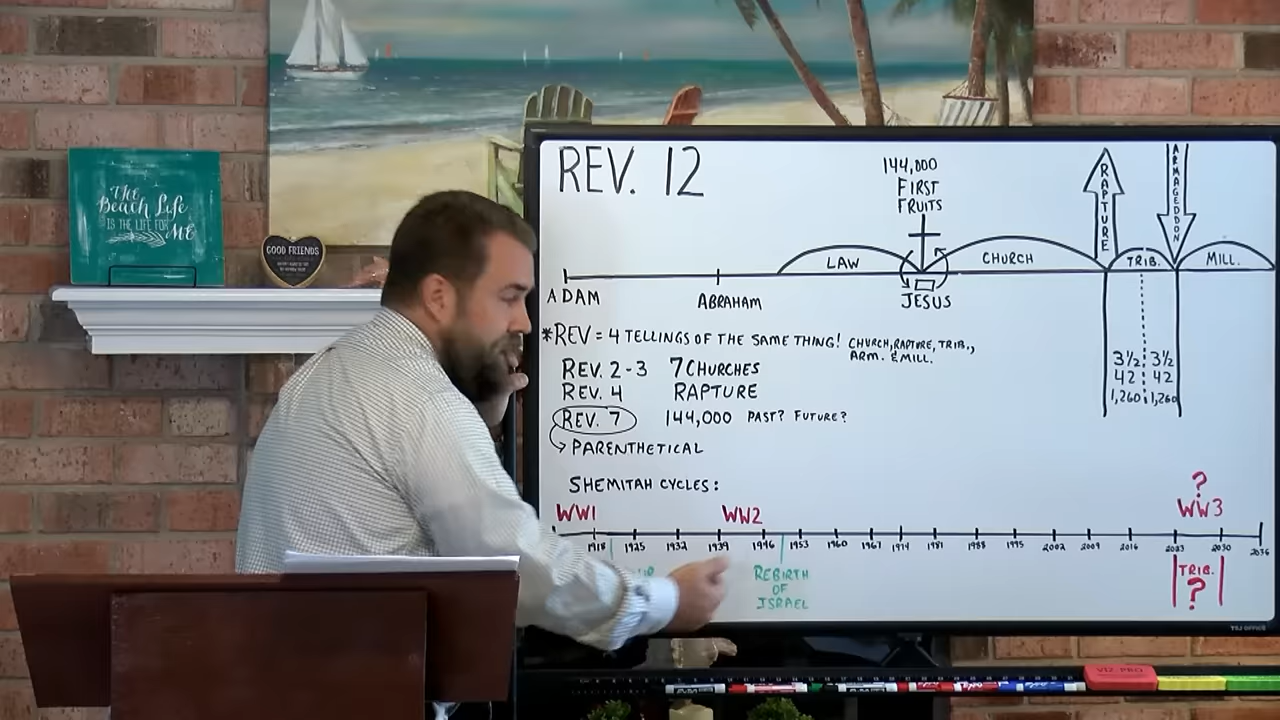 THE
Beach Life
IS THE LIFE FOR
ME
GOOD FRIENDS
REV. 12
144,000
FIRST
FRUITS
RAPTURE
ARMAGEDON
LAW
CHURCH
TRIB.
MILL.
ADAM
ABRAHAM
JESUS
*REV = 4 TELLINGS OF THE SAME THING! CHURCH, RAPTURE, TRIB.,
ARM. & MILL.
REV. 2-3 7 CHURCHES
REV. 4 RAPTURE
REV. 7 144,000 PAST? FUTURE?
PARENTHETICAL
3½ 3½
42 42
1,260 1,260
SHEMITAH CYCLES:
WW1
WW2
?
WW3
1918 1925 1932 1939 1946 1953 1960 1967 1974 1981 1988 1995 2002 2009 2016 2023 2030 2036
REBIRTH
OF
ISRAEL
TRIB.
?
VIZ-PRO